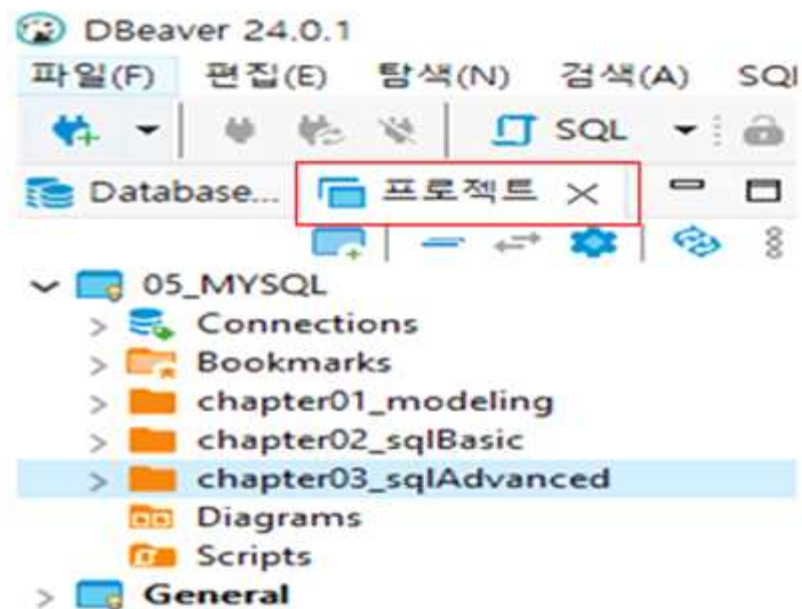 DBeaver 24.0.1
파일(F) 편집(E) 탐색(N) 검색(A) SQl
SQL
Database... 프로젝트
05_MYSQL
Connections
Bookmarks
chapter01_modeling
chapter02_sqlBasic
chapter03_sqlAdvanced
Diagrams
Scripts
General